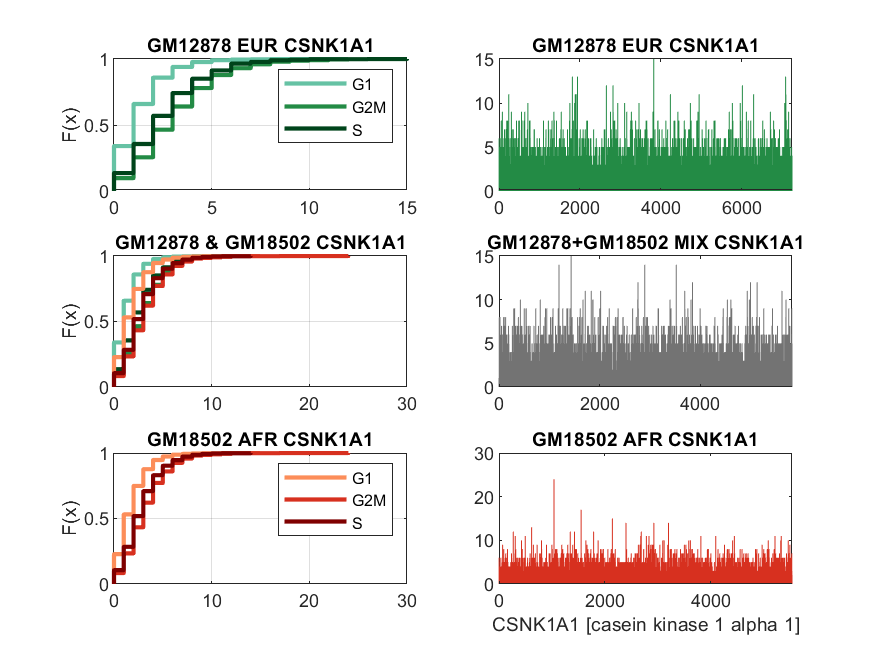 GM12878 EUR CSNK1A1
1
0.5
0
F(x)
0 5 10 15
G1
G2M
S
GM12878 EUR CSNK1A1
15
10
5
0
0 2000 4000 6000
GM12878 & GM18502 CSNK1A1
1
0.5
0
F(x)
0 10 20 30
GM12878+GM18502 MIX CSNK1A1
15
10
5
0
0 2000 4000
GM18502 AFR CSNK1A1
1
0.5
0
F(x)
0 10 20 30
G1
G2M
S
GM18502 AFR CSNK1A1
30
20
10
0
0 2000 4000
CSNK1A1 [casein kinase 1 alpha 1]